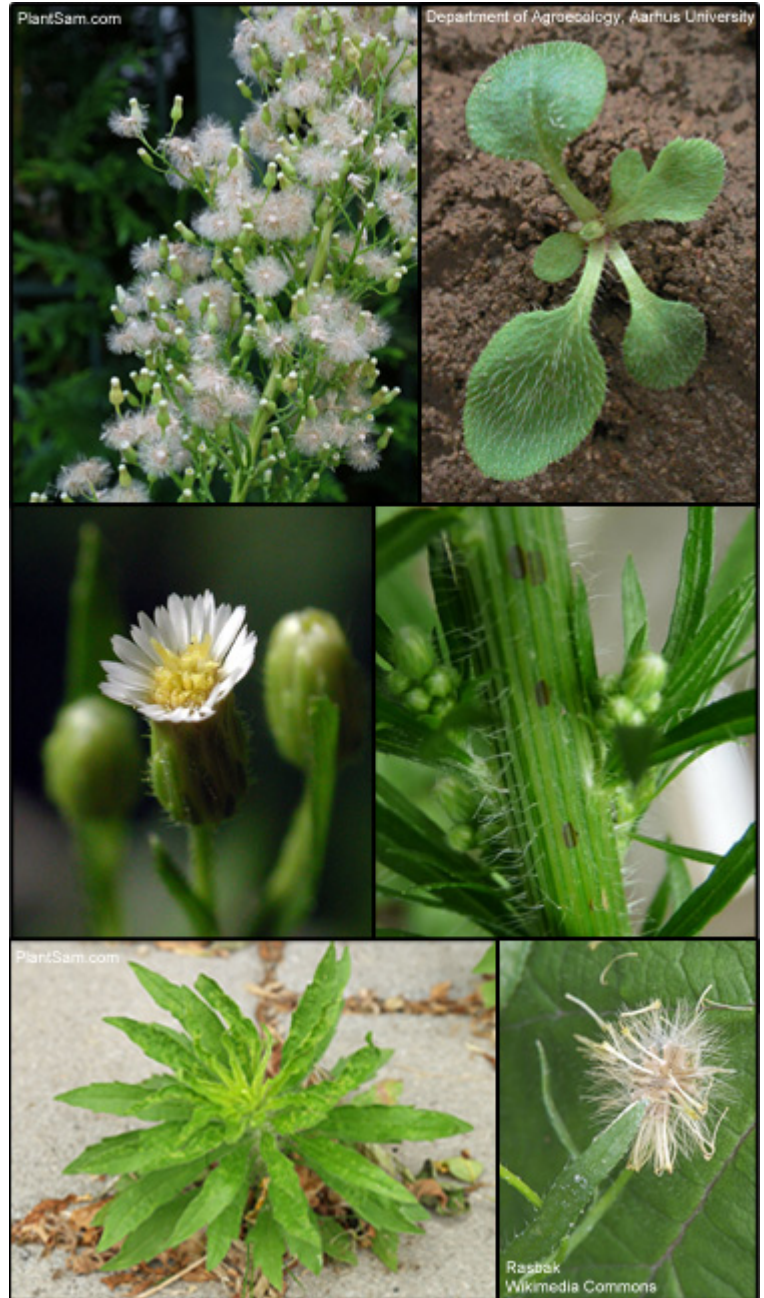 PlantSam.com
Department of Agroecology, Aarhus University
PlantSam.com
Rasbak
Wikimedia Commons